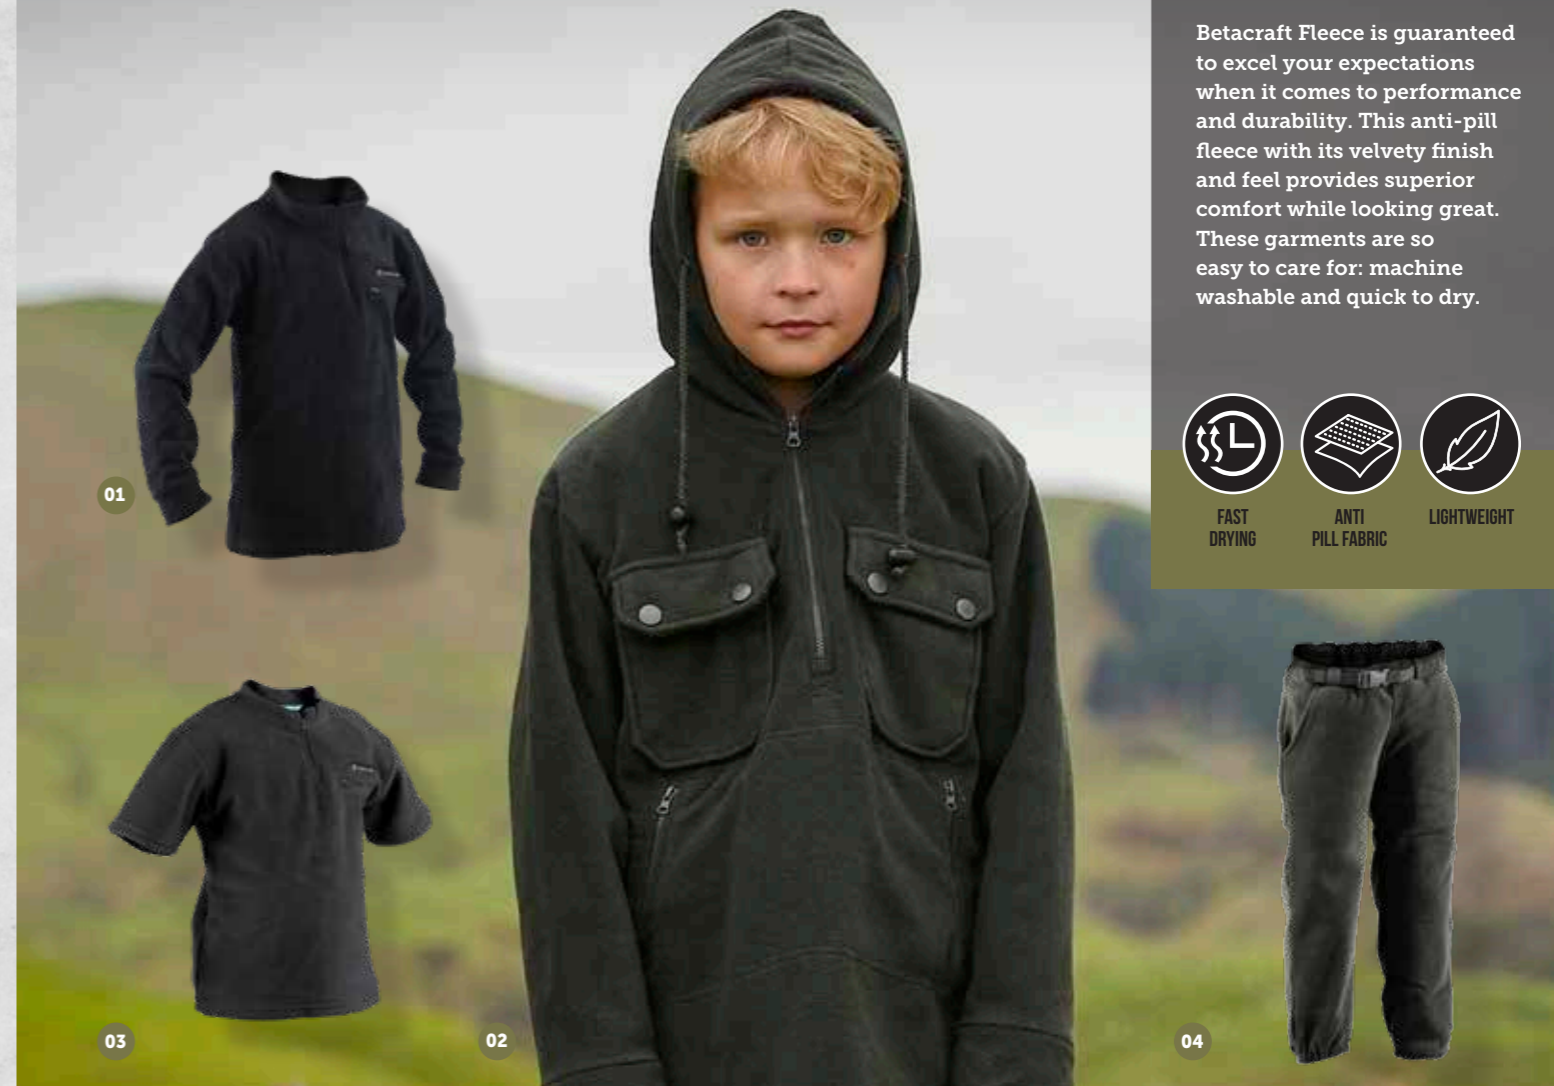 Betacraft Fleece is guaranteed
to excel your expectations
when it comes to performance
and durability. This anti-pill
fleece with its velvety finish
and feel provides superior
comfort while looking great.
These garments are so
easy to care for: machine
washable and quick to dry.
FAST
DRYING
ANTI
PILL FABRIC
LIGHTWEIGHT
01
03
02
04